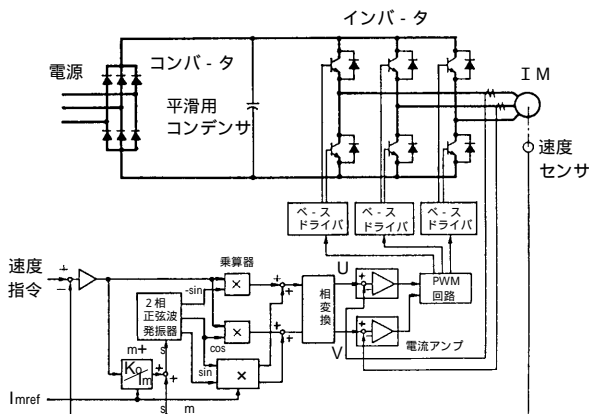 インバ-タ
コンバ-タ
電源
平滑用
コンデンサ
IM
速度
センサ
ベ-ス
ドライバ
ベ-ス
ドライバ
ベ-ス
ドライバ
速度
指令
+
−
乗算器
-sin
×
+
+
2相
正弦波
発振器
cos
×
+
+
sin
×
相変換
U
V
+
-
+
-
電流アンプ
PWM
回路
m+
s
Ko/Im
+
+
Imref
s
m